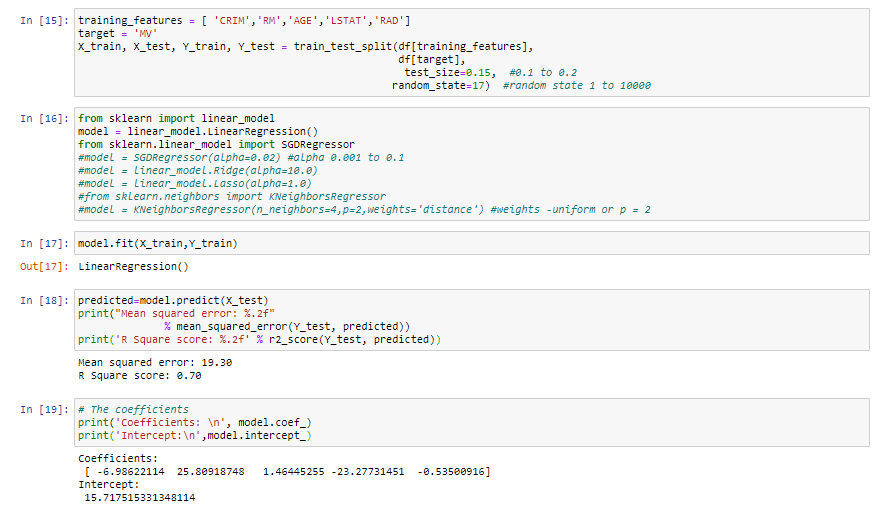 In [15]: training_features = [ 'CRIM','RM','AGE','LSTAT','RAD']
target = 'MV'
X_train, X_test, Y_train, Y_test = train_test_split(df[training_features],
df[target],
test_size=0.15,  #0.1 to 0.2
random_state=17)  #random state 1 to 10000
In [16]: from sklearn import linear_model
model = linear_model.LinearRegression()
from sklearn.linear_model import SGDRegressor
#model = SGDRegressor(alpha=0.02) #alpha 0.001 to 0.1
#model = linear_model.Ridge(alpha=10.0)
#model = linear_model.Lasso(alpha=1.0)
#from sklearn.neighbors import KNeighborsRegressor
#model = KNeighborsRegressor(n_neighbors=4,p=2,weights='distance') #weights -uniform or p = 2
In [17]: model.fit(X_train,Y_train)
Out[17]: LinearRegression()
In [18]: predicted=model.predict(X_test)
print("Mean squared error: %.2f"
% mean_squared_error(Y_test, predicted))
print('R Square score: %.2f' % r2_score(Y_test, predicted))
Mean squared error: 19.30
R Square score: 0.70
In [19]: # The coefficients
print('Coefficients: \n', model.coef_)
print('Intercept:\n',model.intercept_)
Coefficients:
[ -6.98622114  25.80918748   1.46445255 -23.27731451  -0.53500916]
Intercept:
15.717515331348114